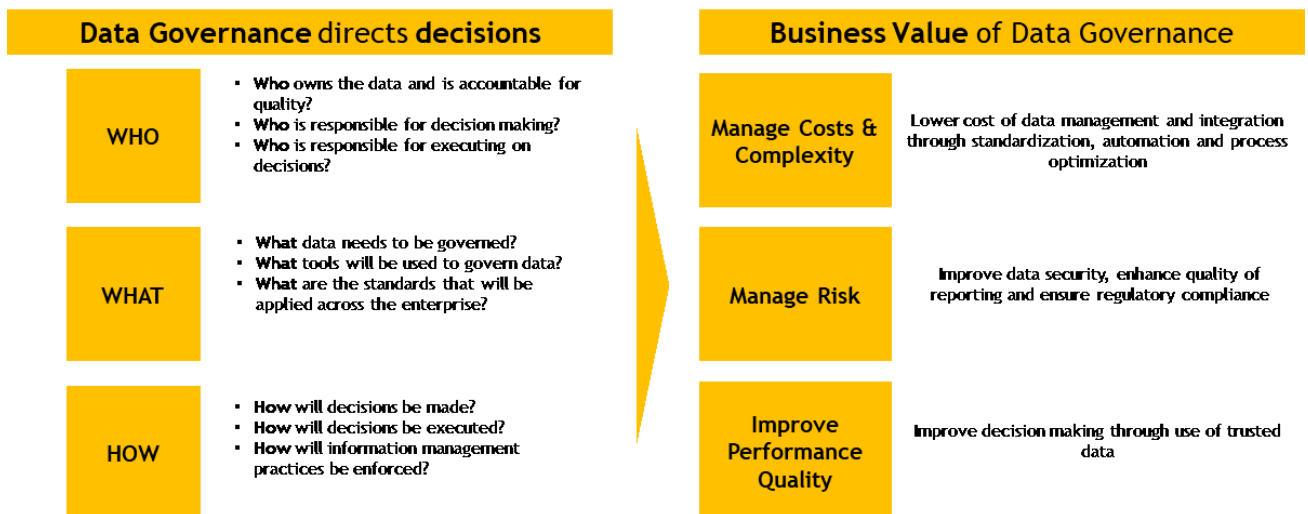 Data Governance directs decisions
WHO
▪ Who owns the data and is accountable for
quality?
▪ Who is responsible for decision making?
▪ Who is responsible for executing on
decisions?
WHAT
▪ What data needs to be governed?
▪ What tools will be used to govern data?
▪ What are the standards that will be
applied across the enterprise?
HOW
▪ How will decisions be made?
▪ How will decisions be executed?
▪ How will information management
practices be enforced?
Business Value of Data Governance
Manage Costs &
Complexity
Lower cost of data management and integration
through standardization, automation and process
optimization
Manage Risk
Improve data security, enhance quality of
reporting and ensure regulatory compliance
Improve
Performance
Quality
Improve decision making through use of trusted
data